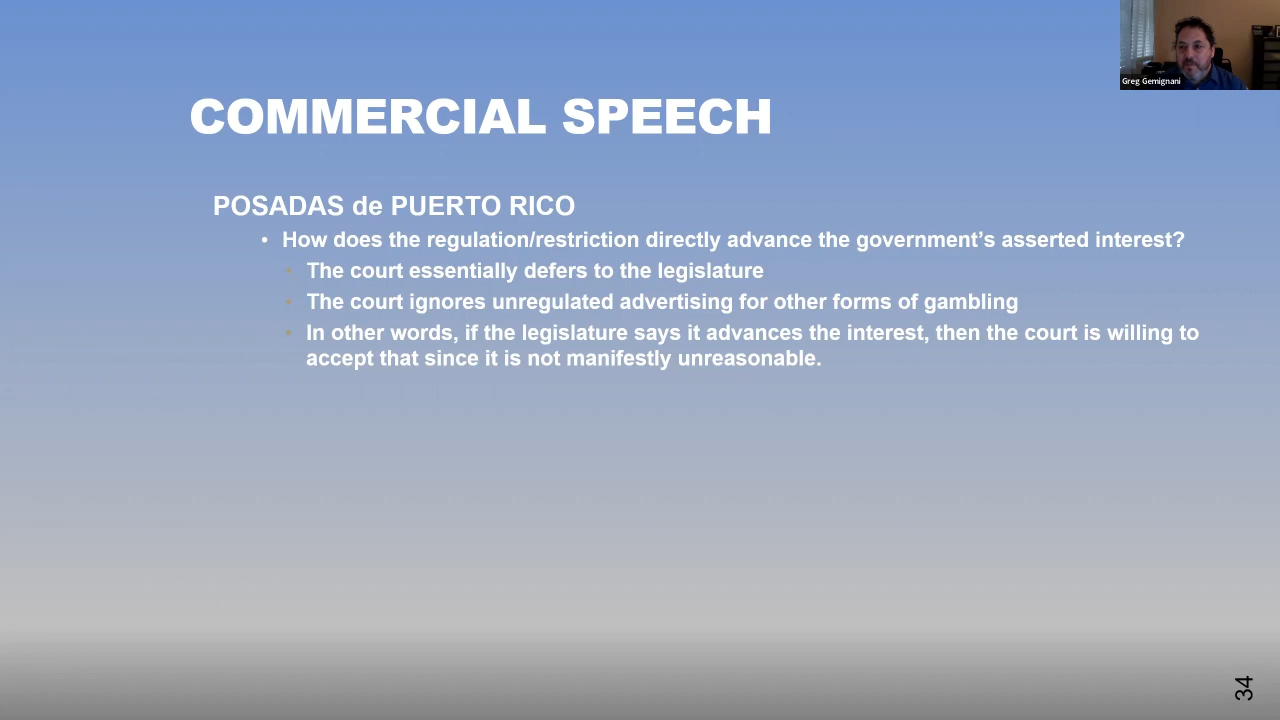 Greg Gemignani
COMMERCIAL SPEECH
POSADAS de PUERTO RICO
• How does the regulation/restriction directly advance the government's asserted interest?
• The court essentially defers to the legislature
• The court ignores unregulated advertising for other forms of gambling
• In other words, if the legislature says it advances the interest, then the court is willing to
accept that since it is not manifestly unreasonable.
34